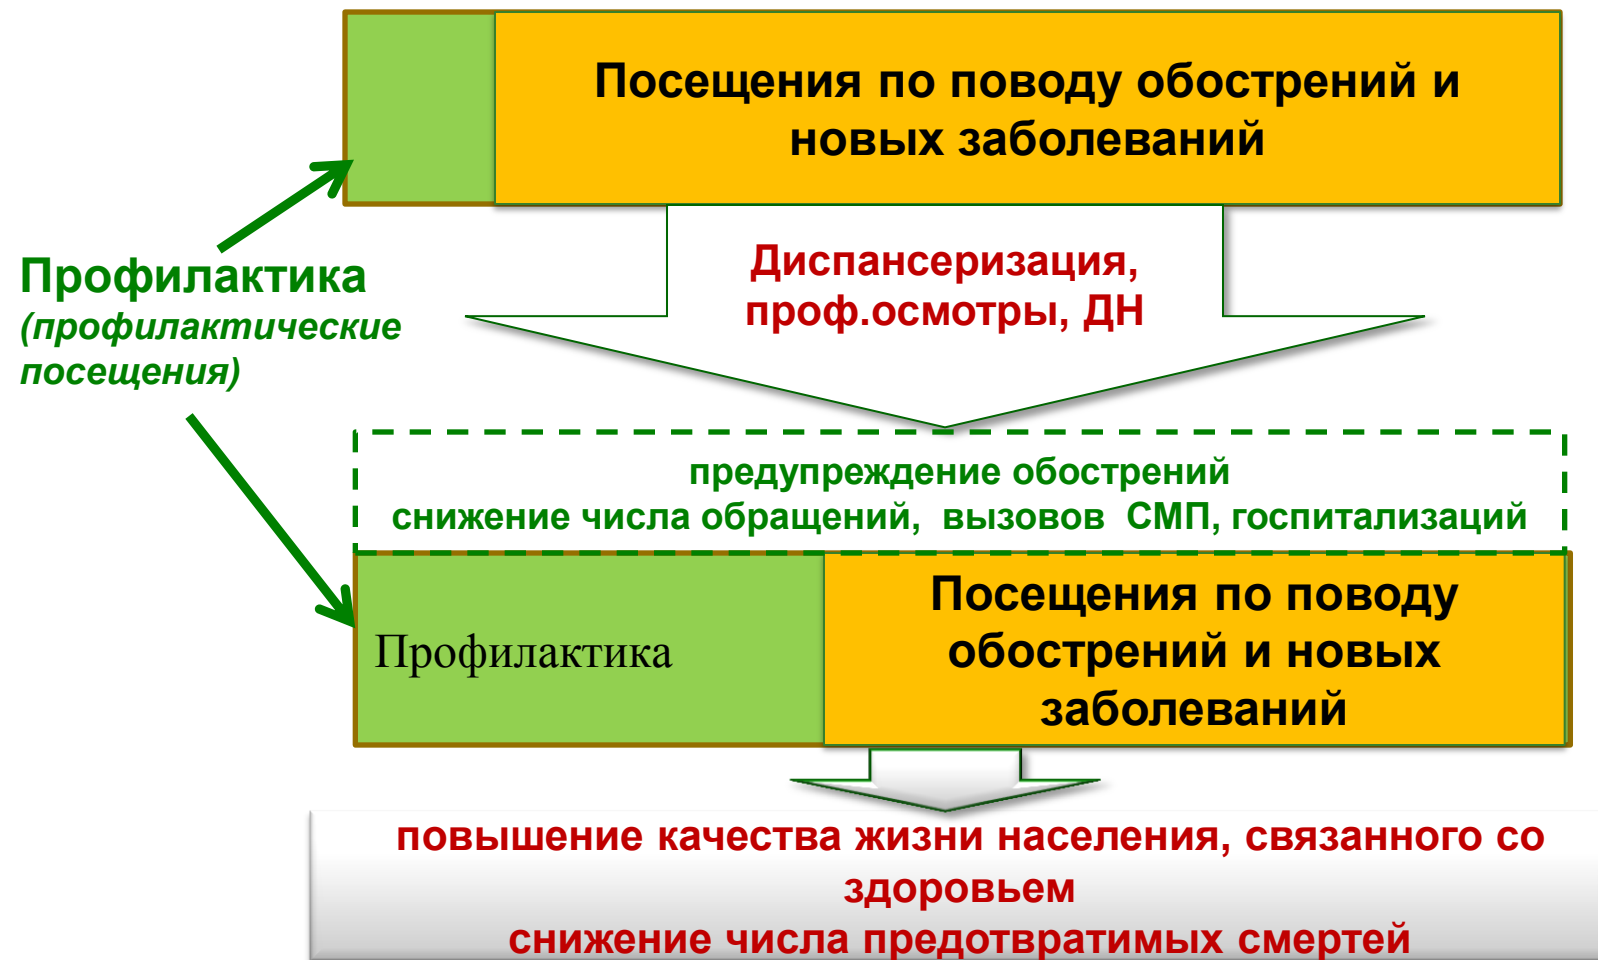 Посещения по поводу обострений и
новых заболеваний
Диспансеризация,
проф.осмотры, ДН
Профилактика
(профилактические
посещения)
предупреждение обострений
снижение числа обращений, вызовов СМП, госпитализаций
Профилактика
Посещения по поводу
обострений и новых
заболеваний
повышение качества жизни населения, связанного со
здоровьем
снижение числа предотвратимых смертей